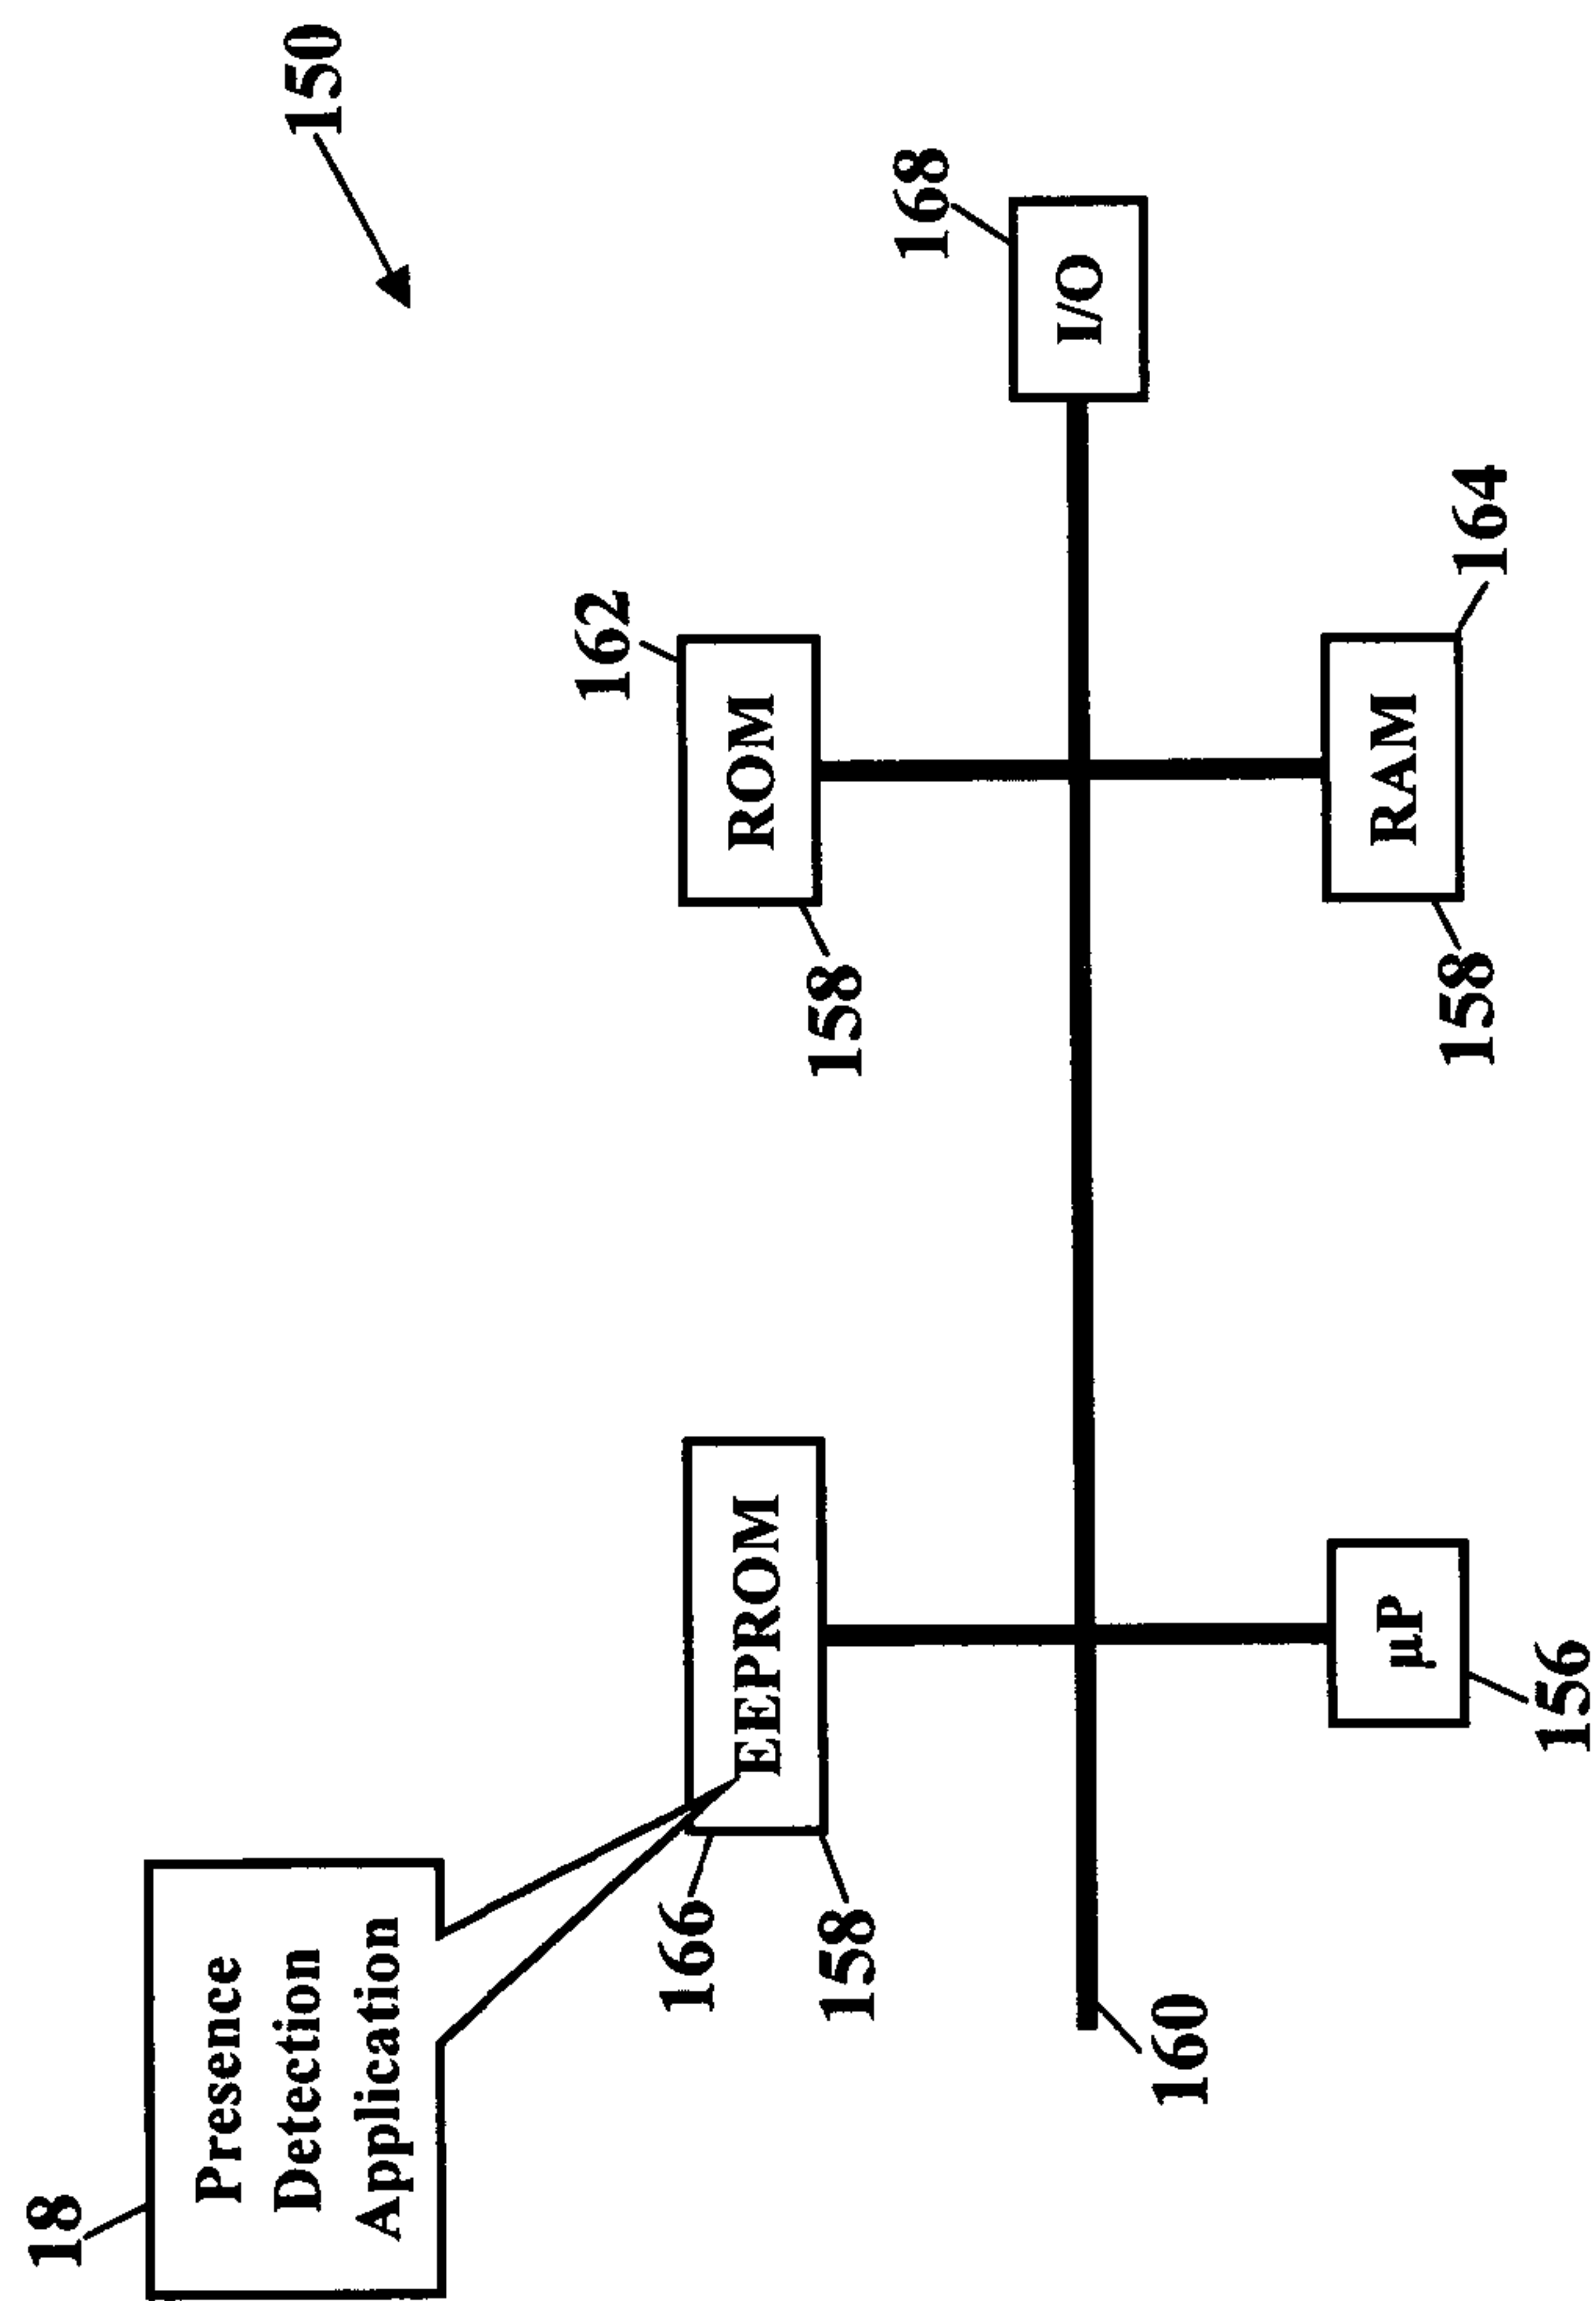 150
18
Presence
Detection
Application
166
EEPROM
158
162
ROM
158
168
I/O
160
156
μP
164
RAM
158